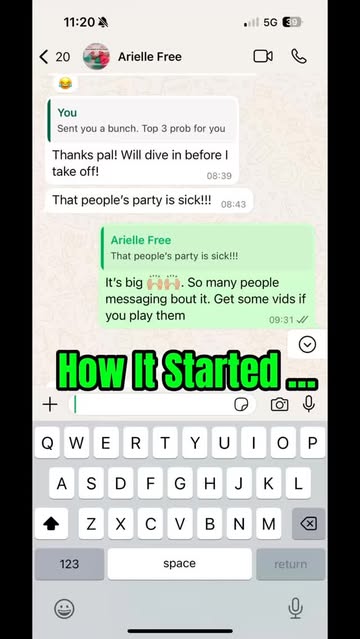 11:20
5G 39
20 Arielle Free
You
Sent you a bunch. Top 3 prob for you
Thanks pal! Will dive in before I
take off!
08:39
That people's party is sick!!! 08:43
Arielle Free
That people's party is sick!!!
It's big 🙌🏼🙌🏼. So many people
messaging bout it. Get some vids if
you play them
09:31
How It Started ...
Q W E R T Y U I O P
A S D F G H J K L
Z X C V B N M
123 space return